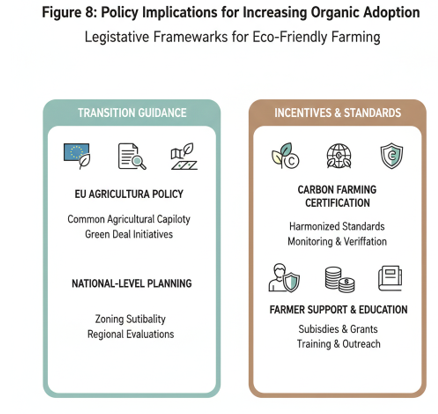 Figure 8: Policy Implications for Increasing Organic Adoption
Legistative Framewarks for Eco-Friendly Farming
TRANSITION GUIDANCE
EU AGRICULTURA POLICY
Common Agricultural Capiloty
Green Deal Initiatives
NATIONAL-LEVEL PLANNING
Zoning Sutibality
Regional Evaluations
INCENTIVES & STANDARDS
C
CARBON FARMING
CERTIFICATION
Harmonized Standards
Monitoring & Veriffation
FARMER SUPPORT & EDUCATION
Subisdies & Grants
Training & Outreach